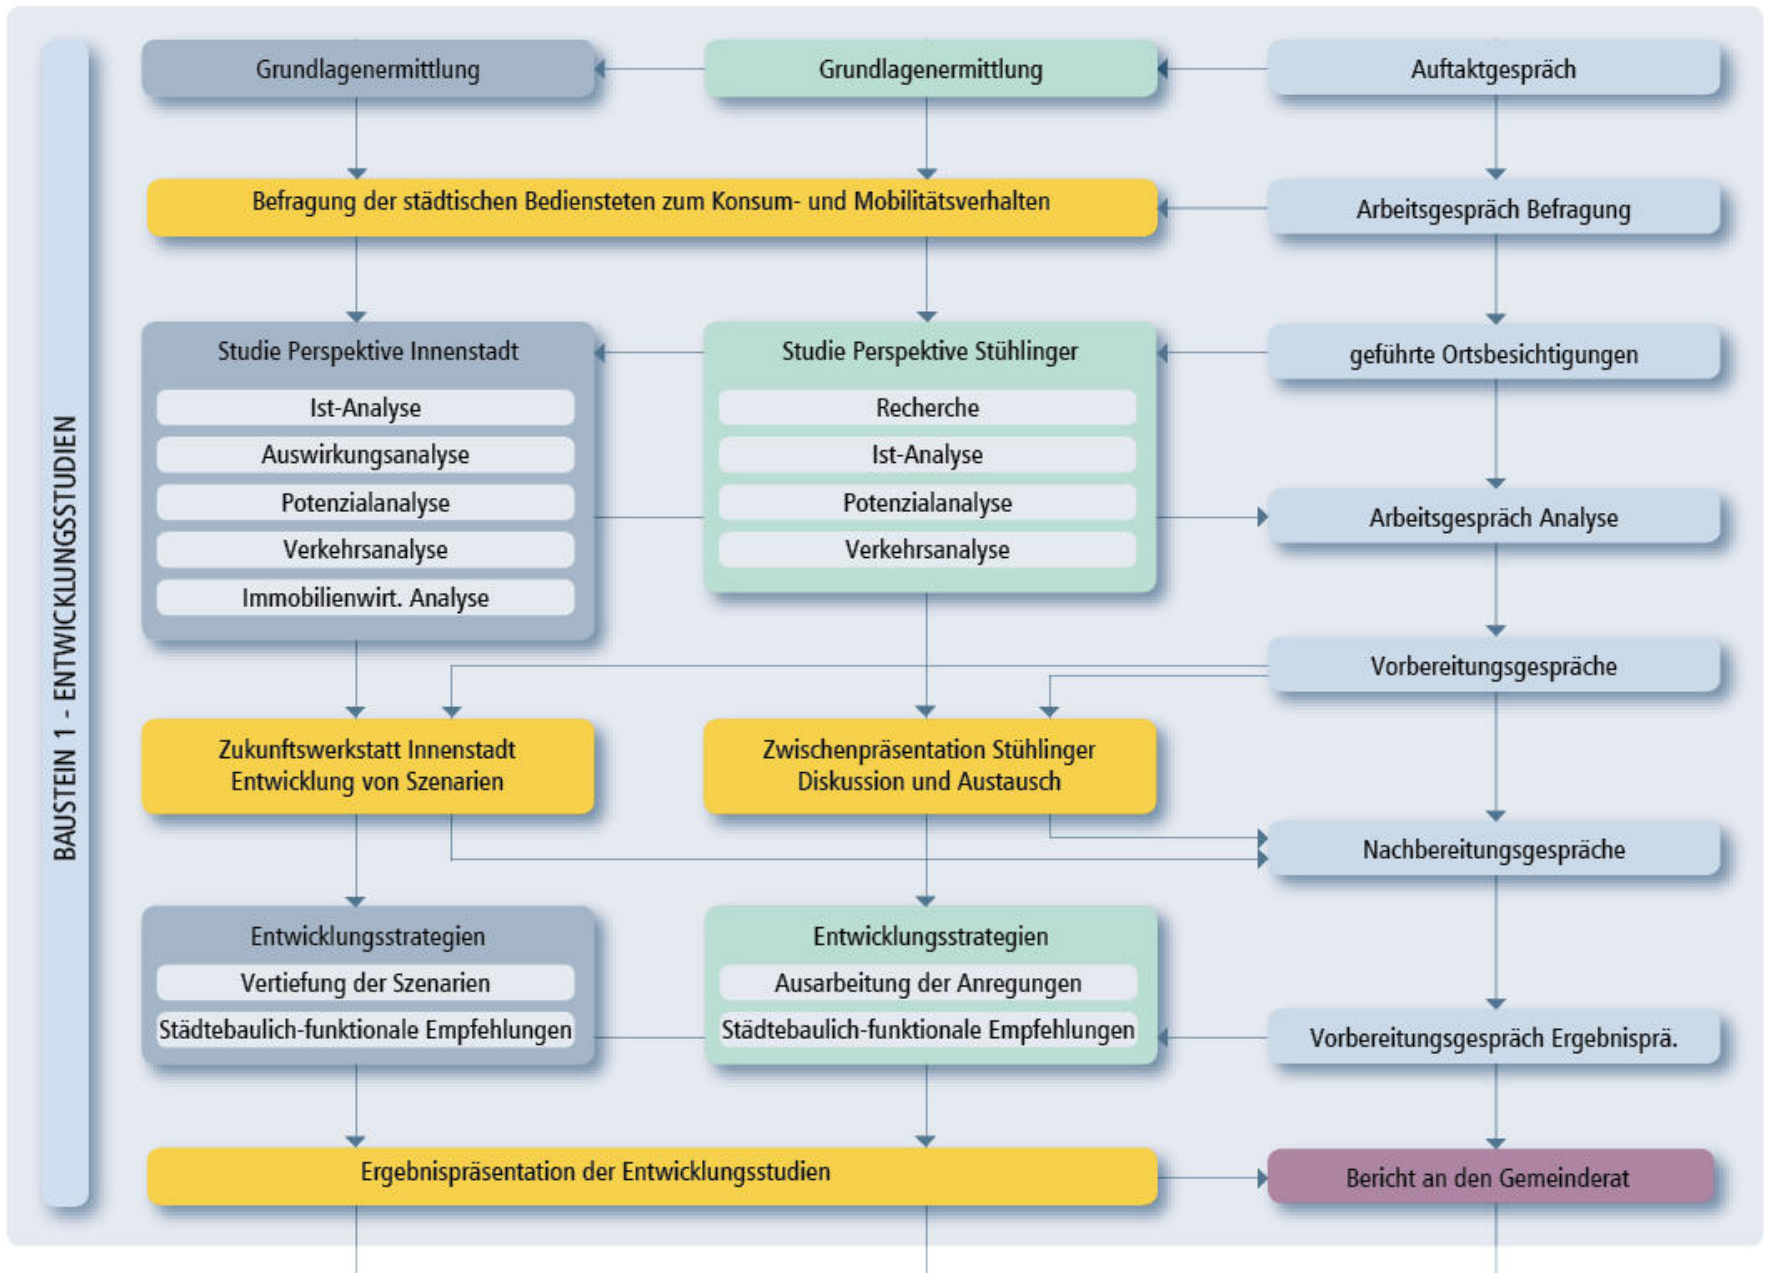 BAUSTEIN 1 - ENTWICKLUNGSSTUDIEN
Grundlagenermittlung
Grundlagenermittlung
Auftaktgespräch
Befragung der städtischen Bediensteten zum Konsum- und Mobilitätsverhalten
Arbeitsgespräch Befragung
Studie Perspektive Innenstadt
Ist-Analyse
Auswirkungsanalyse
Potenzialanalyse
Verkehrsanalyse
Immobilienwirt. Analyse
Studie Perspektive Stühlinger
Recherche
Ist-Analyse
Potenzialanalyse
Verkehrsanalyse
geführte Ortsbesichtigungen
Arbeitsgespräch Analyse
Vorbereitungsgespräche
Zukunftswerkstatt Innenstadt
Entwicklung von Szenarien
Zwischenpräsentation Stühlinger
Diskussion und Austausch
Nachbereitungsgespräche
Entwicklungsstrategien
Vertiefung der Szenarien
Städtebaulich-funktionale Empfehlungen
Entwicklungsstrategien
Ausarbeitung der Anregungen
Städtebaulich-funktionale Empfehlungen
Vorbereitungsgespräch Ergebnisprä.
Ergebnispräsentation der Entwicklungsstudien
Bericht an den Gemeinderat